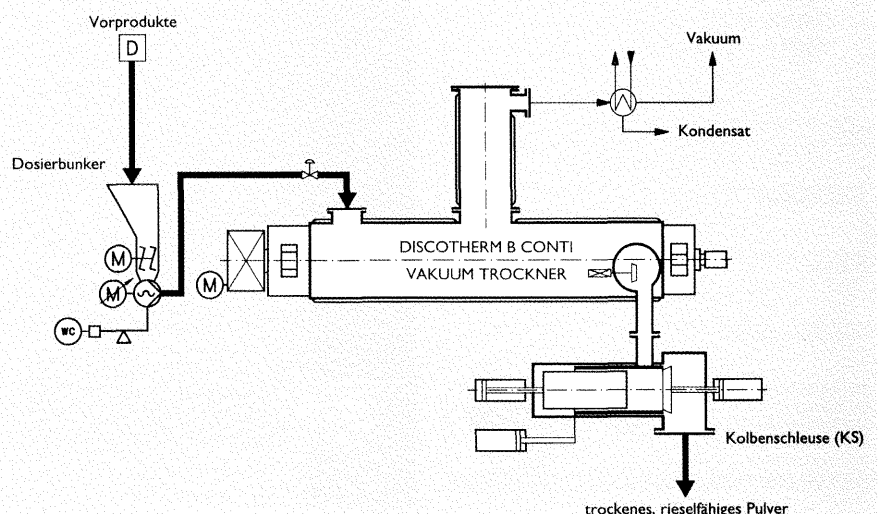 Vorprodukte
D
Vakuum
Kondensat
Dosierbunker
M
M
WC
M
DISCOTHERM B CONTI
VAKUUM TROCKNER
Kolbenschleuse (KS)
trockenes, rieselfähiges Pulver